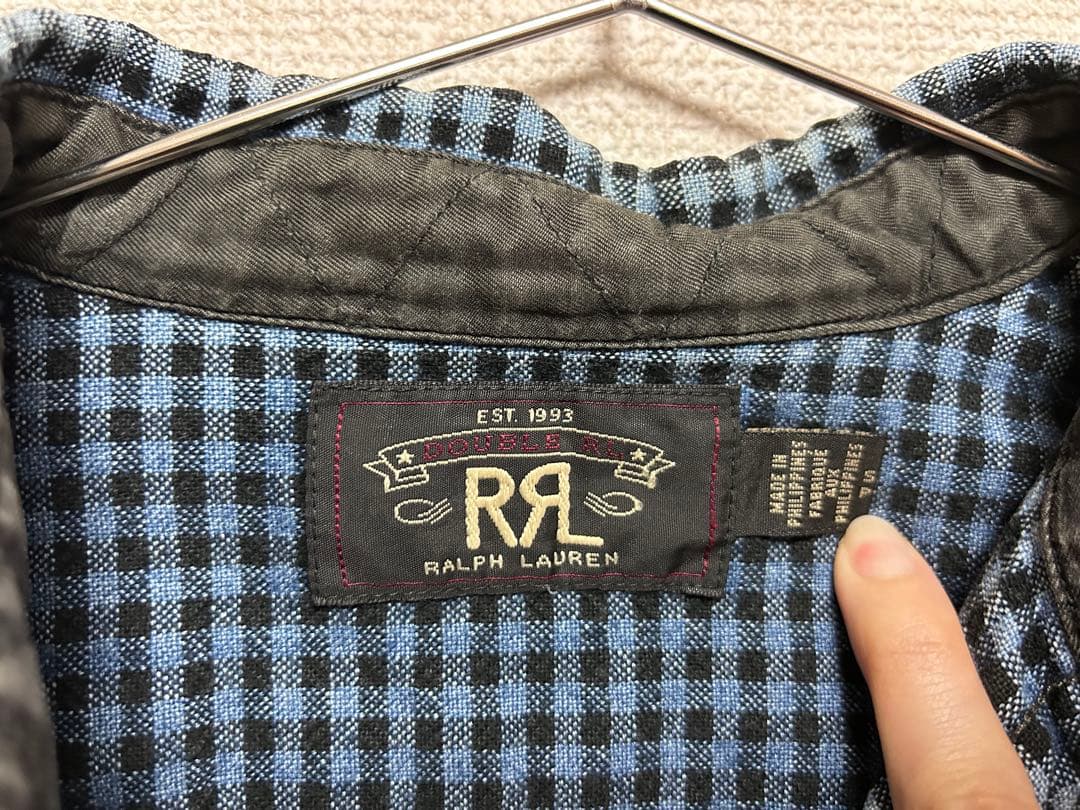 EST. 1993
DOUBLE RL
RRL
RALPH LAUREN
MADE IN
PHILIPPINES
FABRIQUE
AUX
PHILIPPINES